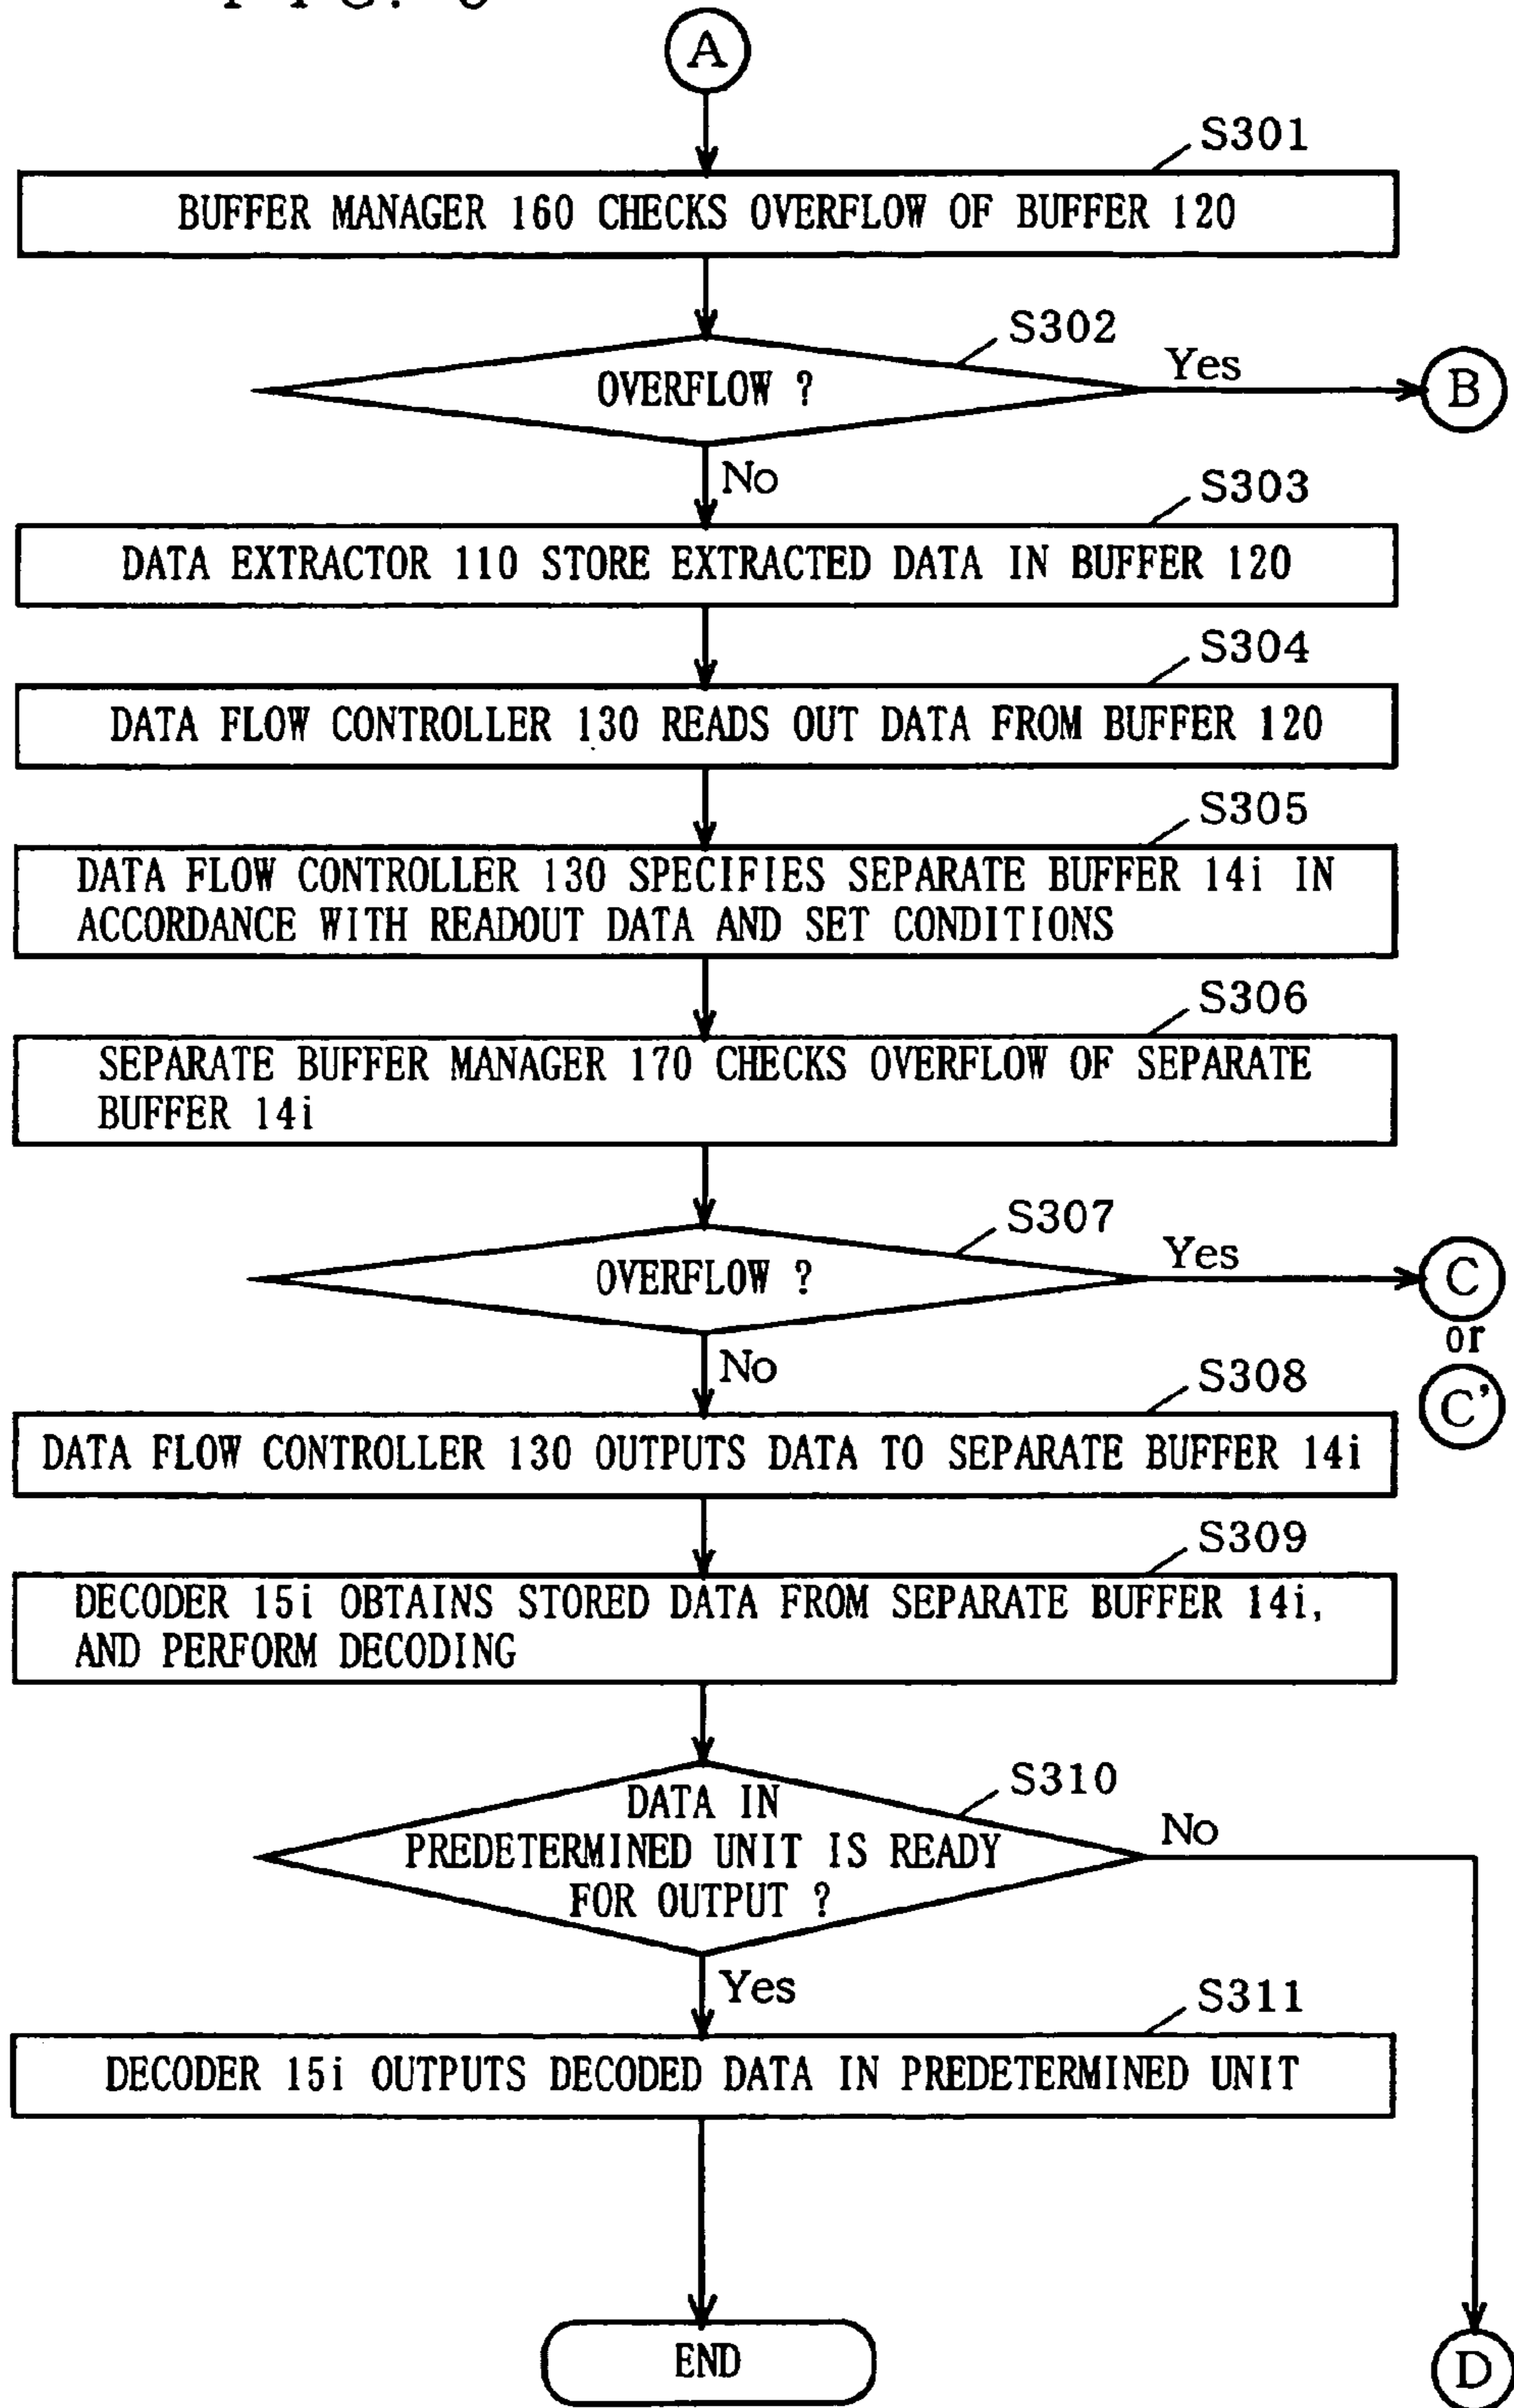 A
S301
BUFFER MANAGER 160 CHECKS OVERFLOW OF BUFFER 120
S302
OVERFLOW ?
Yes
B
No
S303
DATA EXTRACTOR 110 STORE EXTRACTED DATA IN BUFFER 120
S304
DATA FLOW CONTROLLER 130 READS OUT DATA FROM BUFFER 120
S305
DATA FLOW CONTROLLER 130 SPECIFIES SEPARATE BUFFER 14i IN
ACCORDANCE WITH READOUT DATA AND SET CONDITIONS
S306
SEPARATE BUFFER MANAGER 170 CHECKS OVERFLOW OF SEPARATE
BUFFER 14i
S307
OVERFLOW ?
Yes
C
or
C'
No
S308
DATA FLOW CONTROLLER 130 OUTPUTS DATA TO SEPARATE BUFFER 14i
S309
DECODER 15i OBTAINS STORED DATA FROM SEPARATE BUFFER 14i,
AND PERFORM DECODING
S310
DATA IN
PREDETERMINED UNIT IS READY
FOR OUTPUT ?
No
Yes
S311
DECODER 15i OUTPUTS DECODED DATA IN PREDETERMINED UNIT
END
D